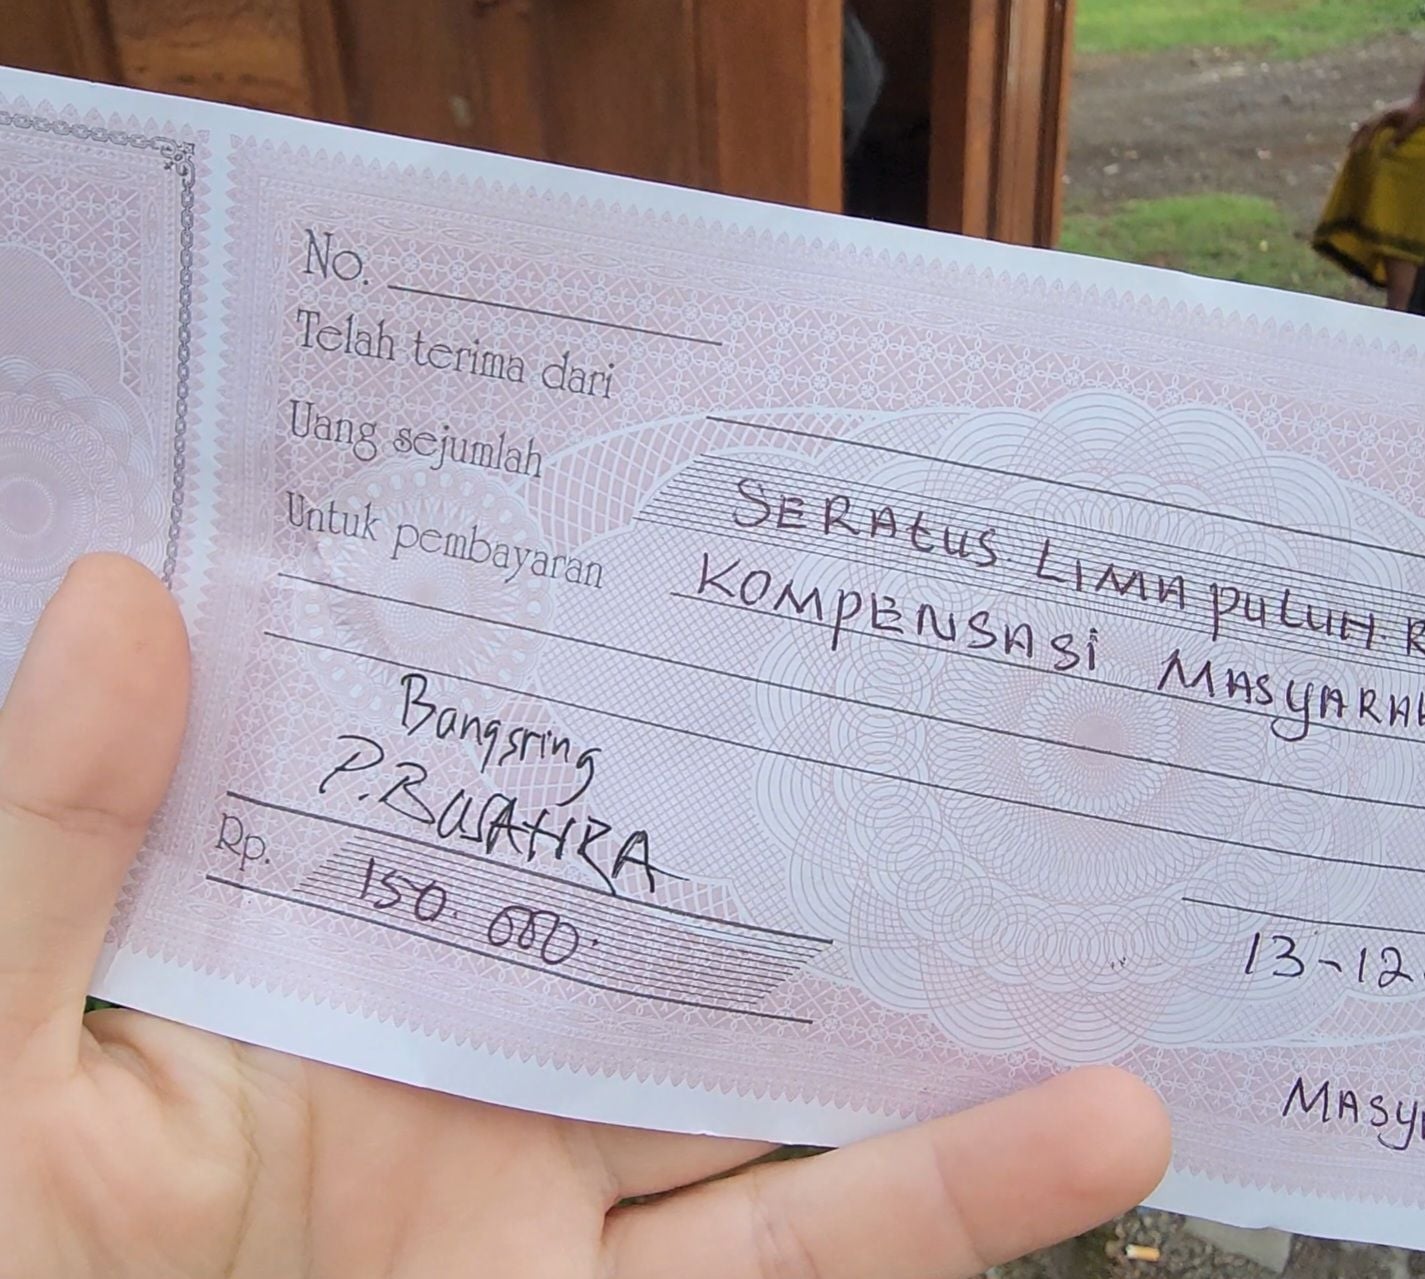 No.
Telah terima dari
Uang sejumlah SERATUS LIMA PULUH R
Untuk pembayaran KOMPENSASI MASYARAK
Bangsring
P. BUSAHRA
Rp. 150.000.
13-12
MASY